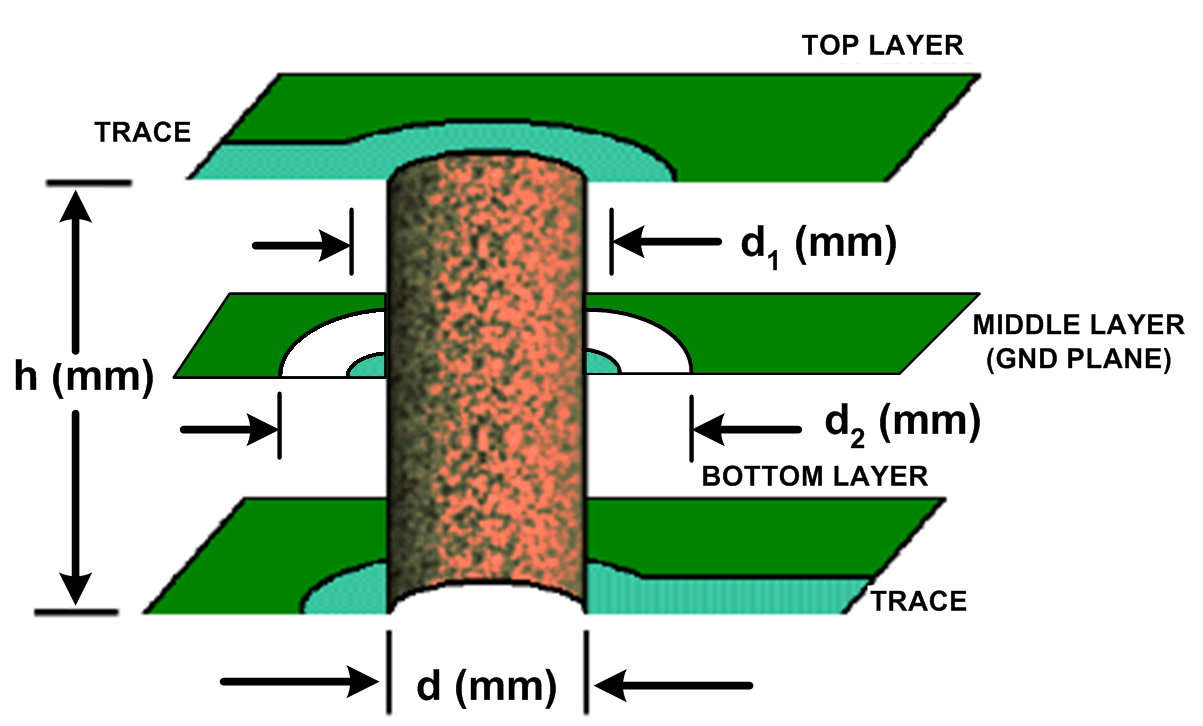 TOP LAYER
TRACE
d1 (mm)
MIDDLE LAYER
(GND PLANE)
h (mm)
d2 (mm)
BOTTOM LAYER
TRACE
d (mm)